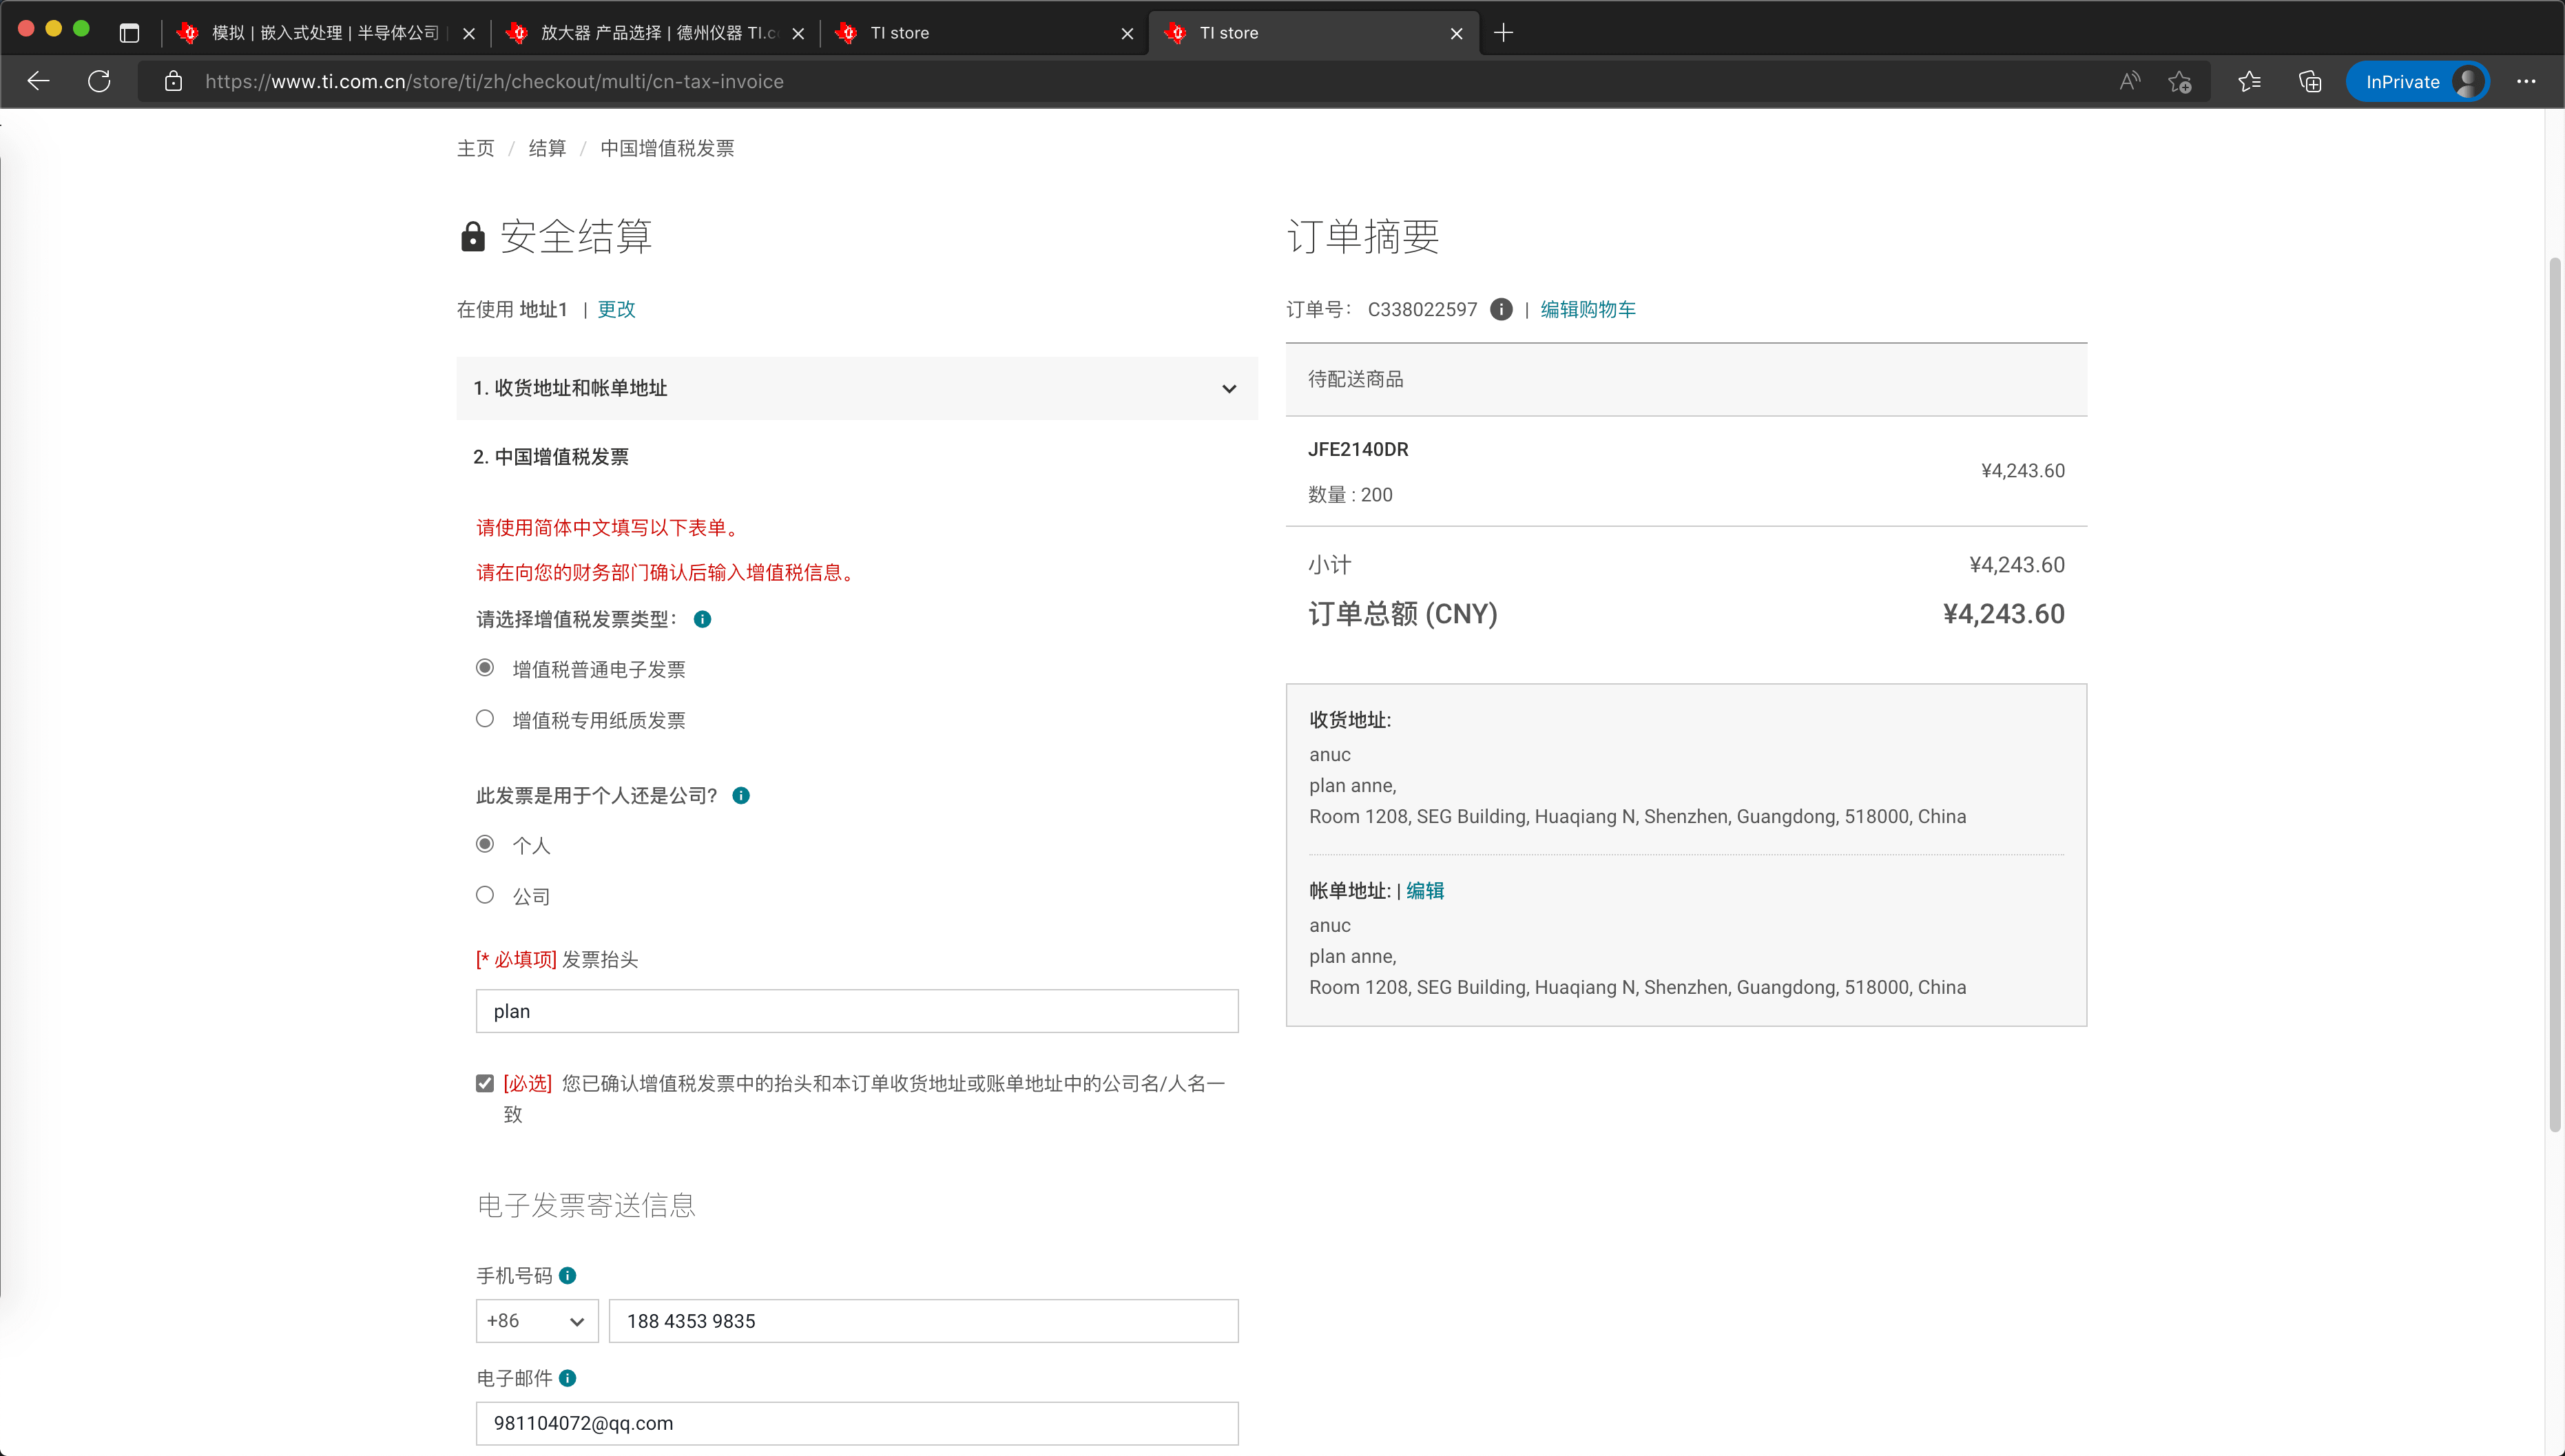 模拟 | 嵌入式处理 | 半导体公司 |
放大器 产品选择 | 德州仪器 TI.c
TI store
TI store
https://www.ti.com.cn/store/ti/zh/checkout/multi/cn-tax-invoice
InPrivate
主页 / 结算 / 中国增值税发票
安全结算
在使用 地址1 | 更改
1. 收货地址和帐单地址
2. 中国增值税发票
请使用简体中文填写以下表单。
请在向您的财务部门确认后输入增值税信息。
请选择增值税发票类型：
增值税普通电子发票
增值税专用纸质发票
此发票是用于个人还是公司?
个人
公司
[* 必填项] 发票抬头
plan
[必选] 您已确认增值税发票中的抬头和本订单收货地址或账单地址中的公司名/人名一
致
电子发票寄送信息
手机号码
+86 188 4353 9835
电子邮件
981104072@qq.com
订单摘要
订单号： C338022597 | 编辑购物车
待配送商品
JFE2140DR
¥4,243.60
数量 : 200
小计 ¥4,243.60
订单总额 (CNY) ¥4,243.60
收货地址:
anuc
plan anne,
Room 1208, SEG Building, Huaqiang N, Shenzhen, Guangdong, 518000, China
帐单地址: | 编辑
anuc
plan anne,
Room 1208, SEG Building, Huaqiang N, Shenzhen, Guangdong, 518000, China